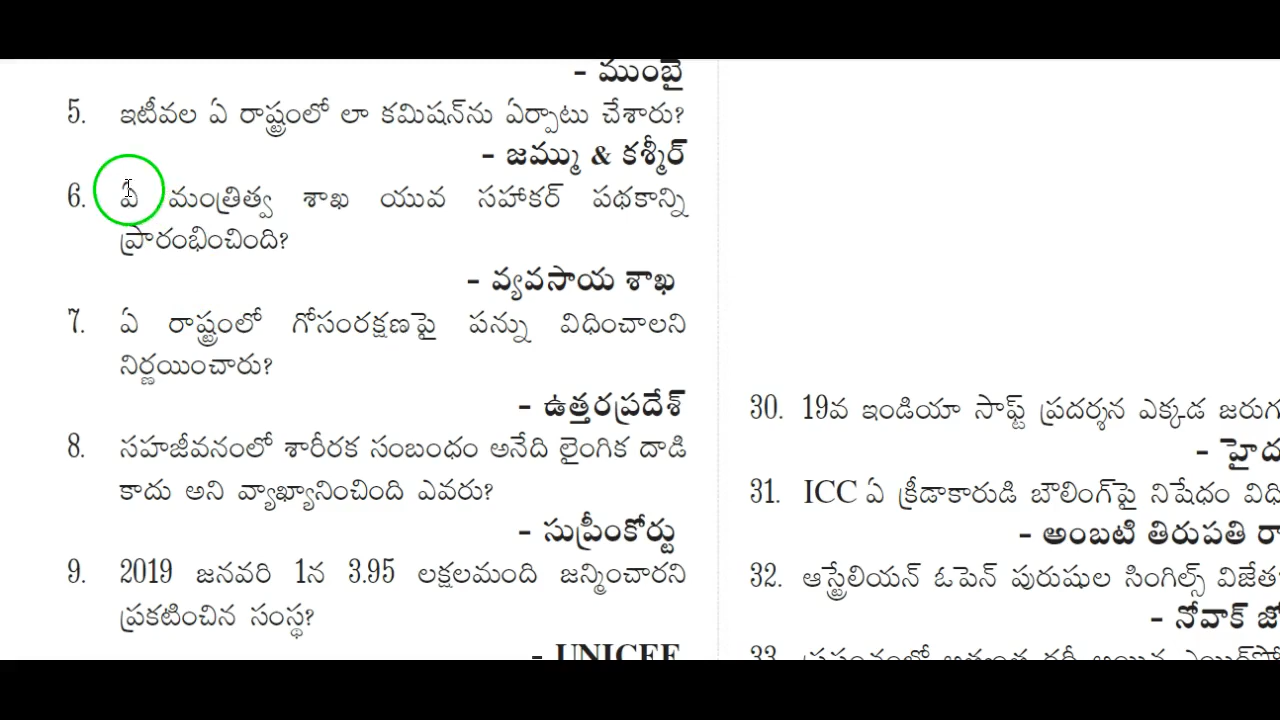 - ముంబై
5. ఇటీవల ఏ రాష్ట్రంలో లా కమిషన్‌ను ఏర్పాటు చేశారు?
- జమ్ము & కశ్మీర్
6. ఏ మంత్రిత్వ శాఖ యువ సహాకర్ పథకాన్ని
ప్రారంభించింది?
- వ్యవసాయ శాఖ
7. ఏ రాష్ట్రంలో గోసంరక్షణపై పన్ను విధించాలని
నిర్ణయించారు?
- ఉత్తరప్రదేశ్
8. సహజీవనంలో శారీరక సంబంధం అనేది లైంగిక దాడి
కాదు అని వ్యాఖ్యానించింది ఎవరు?
- సుప్రీంకోర్టు
9. 2019 జనవరి 1న 3.95 లక్షలమంది జన్మించారని
ప్రకటించిన సంస్థ?
- UNICEF
30. 19వ ఇండియా సాఫ్ట్ ప్రదర్శన ఎక్కడ జరుగ
- హైద
31. ICC ఏ క్రీడాకారుడి బౌలింగ్‌పై నిషేధం విధి
- అంబటి తిరుపతి రా
32. ఆస్ట్రేలియన్ ఓపెన్ పురుషుల సింగిల్స్ విజేత
- నోవాక్ జో
33.